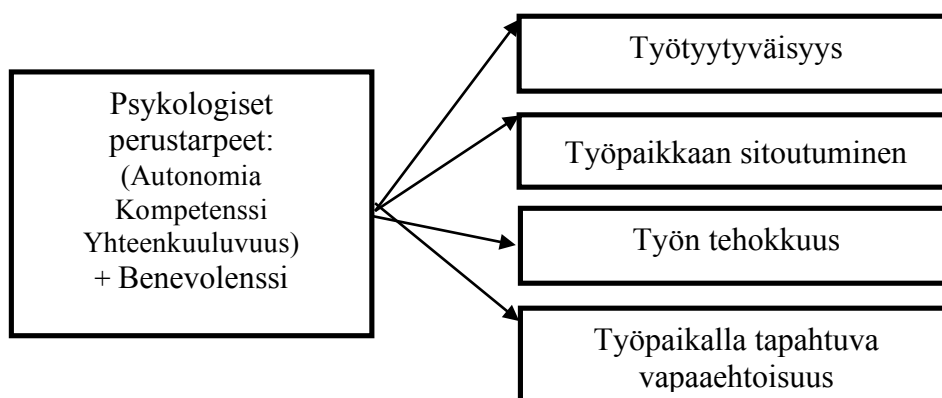 Psykologiset
perustarpeet:
(Autonomia
Kompetenssi
Yhteenkuuluvuus)
+ Benevolenssi
Työtyytyväisyys
Työpaikkaan sitoutuminen
Työn tehokkuus
Työpaikalla tapahtuva
vapaaehtoisuus